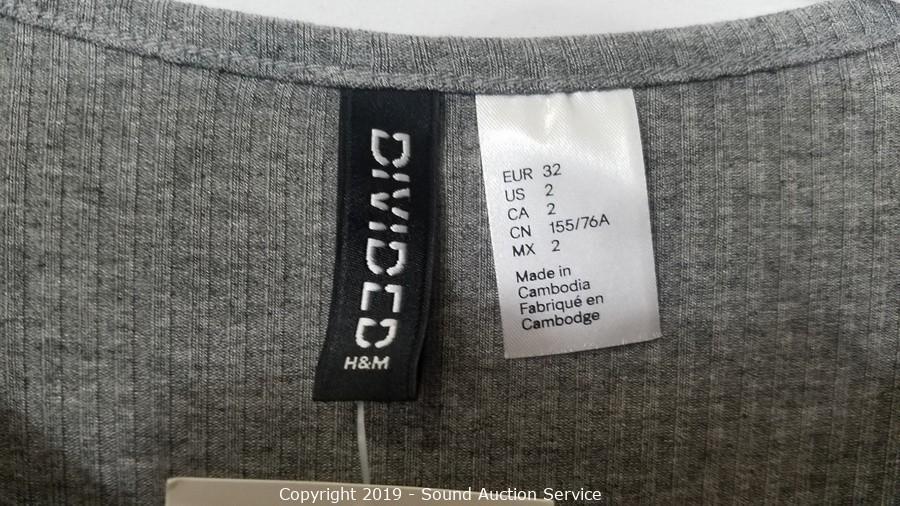 DIVIDED
H&M
EUR 32
US 2
CA 2
CN 155/76A
MX 2
Made in
Cambodia
Fabriqué en
Cambodge
Copyright 2019 - Sound Auction Service